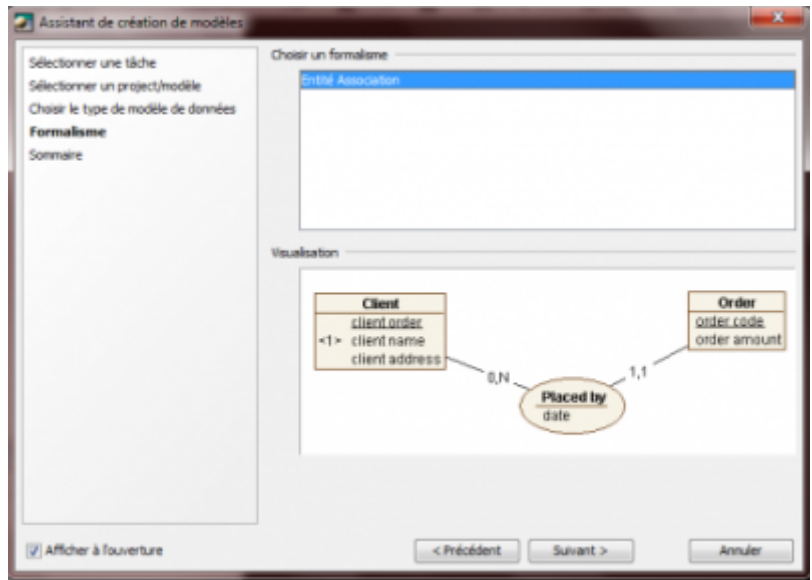 Assistant de création de modèles
Sélectionner une tâche
Sélectionner un project/modèle
Choisir le type de modèle de données
Formalisme
Sommaire
Choisir un formalisme
Entité Association
Visualisation
Client
client order
<1> client name
client address
Order
order code
order amount
0,N
1,1
Placed by
date
Afficher à l'ouverture
< Précédent
Suivant >
Annuler